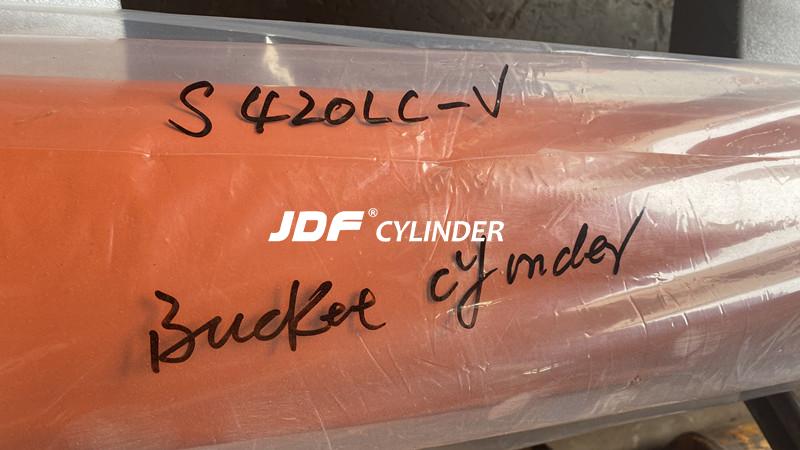 S420LC-V
JDF® CYLINDER
Bucket cylinder